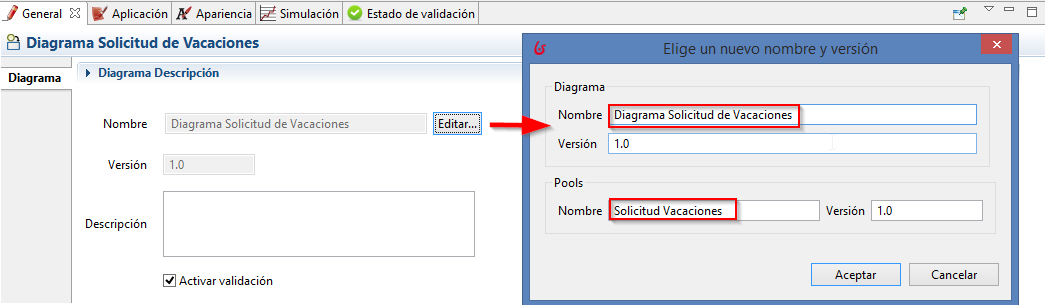 General
Aplicación
Apariencia
Simulación
Estado de validación
Diagrama Solicitud de Vacaciones
Diagrama
Diagrama Descripción
Nombre
Diagrama Solicitud de Vacaciones
Editar...
Versión
1.0
Descripción
Activar validación
Elige un nuevo nombre y versión
Diagrama
Nombre
Diagrama Solicitud de Vacaciones
Versión
1.0
Pools
Nombre
Solicitud Vacaciones
Versión
1.0
Aceptar
Cancelar